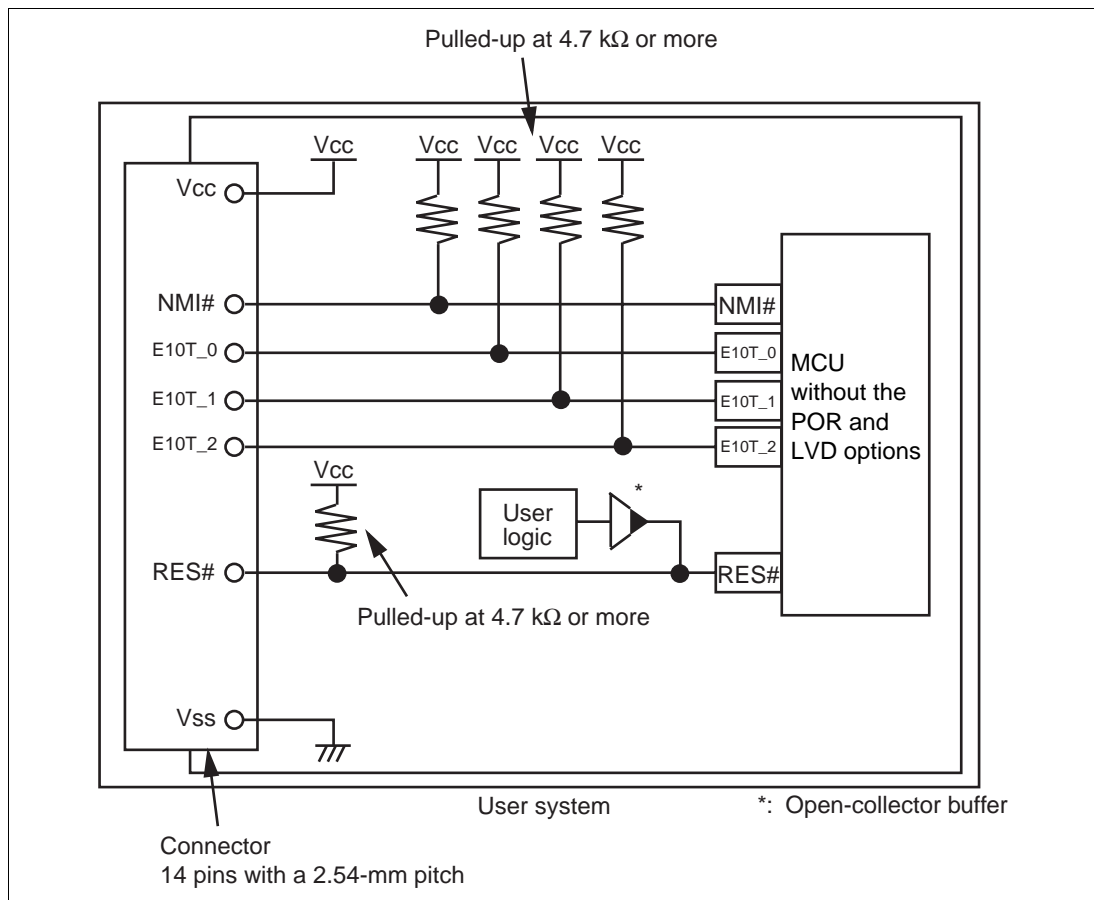 Pulled-up at 4.7 kΩ or more
Vcc
Vcc
Vcc
Vcc
Vcc
Vcc
NMI#
NMI#
E10T_0
E10T_0
E10T_1
E10T_1
E10T_2
E10T_2
MCU
without the
POR and
LVD options
Vcc
*
User
logic
RES#
RES#
Pulled-up at 4.7 kΩ or more
Vss
User system
*: Open-collector buffer
Connector
14 pins with a 2.54-mm pitch